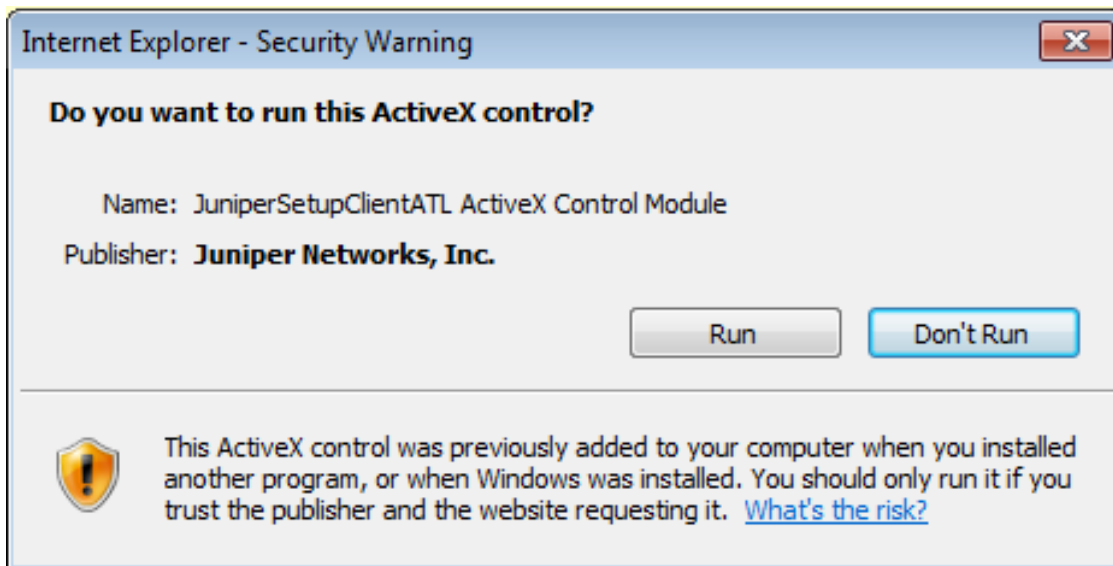 Internet Explorer - Security Warning
Do you want to run this ActiveX control?
Name: JuniperSetupClientATL ActiveX Control Module
Publisher: Juniper Networks, Inc.
Run Don't Run
This ActiveX control was previously added to your computer when you installed
another program, or when Windows was installed. You should only run it if you
trust the publisher and the website requesting it. What's the risk?